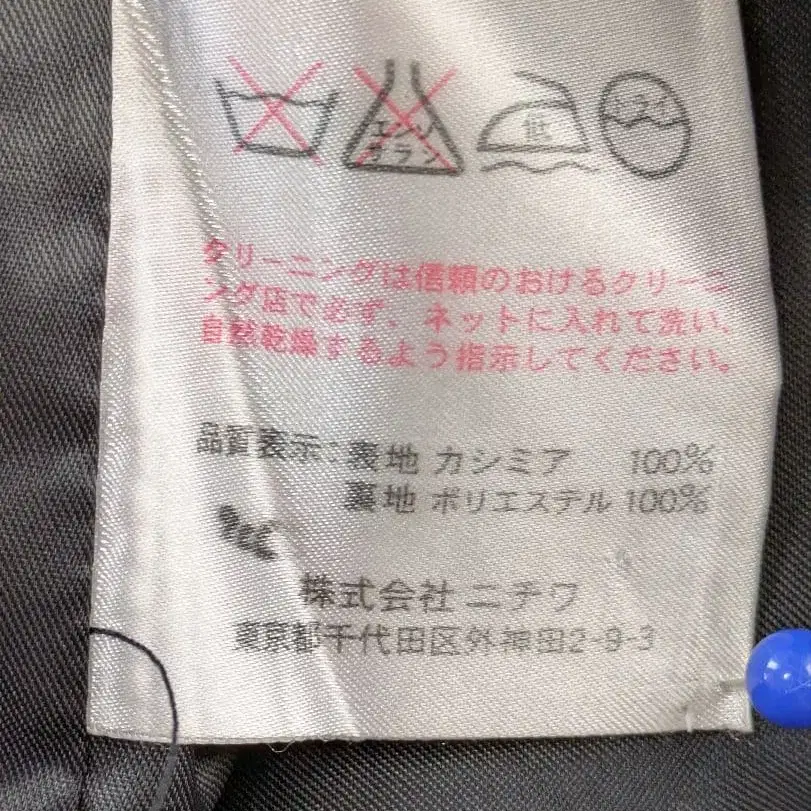 エンソ
サラシ
低
ドライ
クリーニングは信頼のおけるクリーニ
ング店で必ず、ネットに入れて洗い、
自然乾燥するよう指示してください。
品質表示:表地 カシミア 100%
裏地 ポリエステル 100%
株式会社 ニチワ
東京都千代田区外神田2-9-3